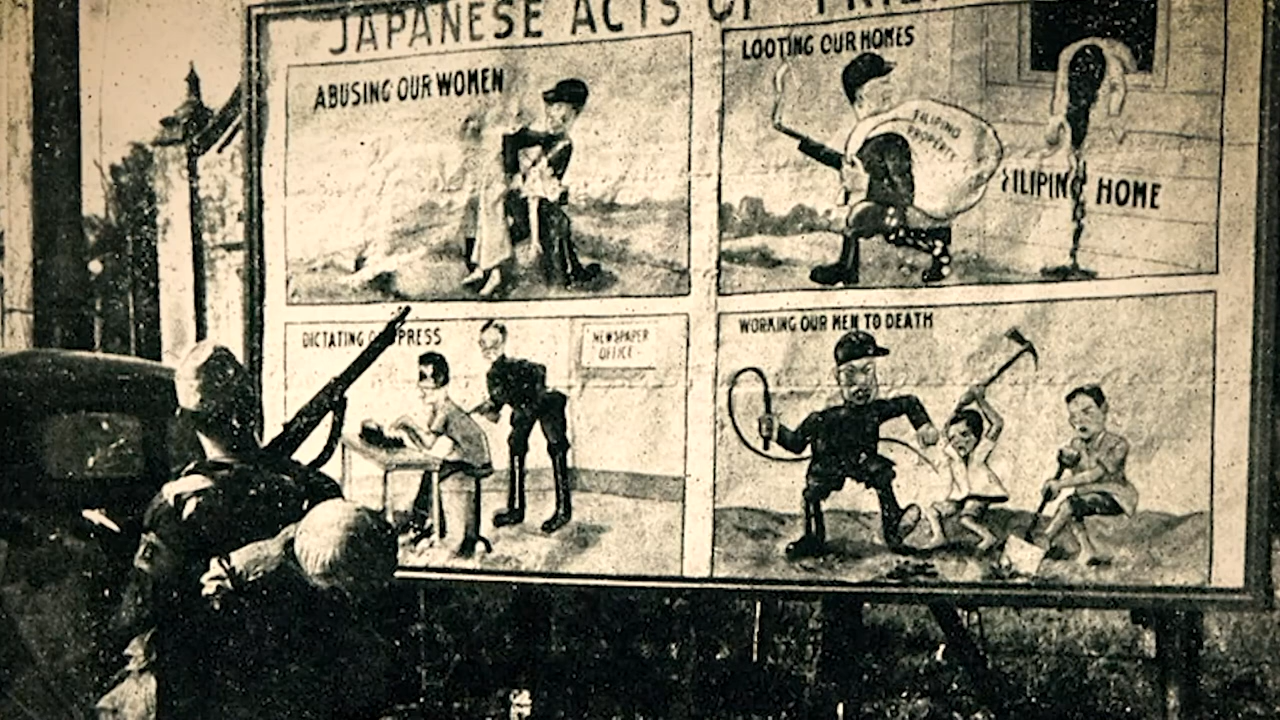 JAPANESE ACTS OF
ABUSING OUR WOMEN
LOOTING OUR HOMES
FILIPINO
PROPERTY
FILIPINO HOME
DICTATING PRESS
NEWSPAPER
OFFICE
WORKING OUR MEN TO DEATH